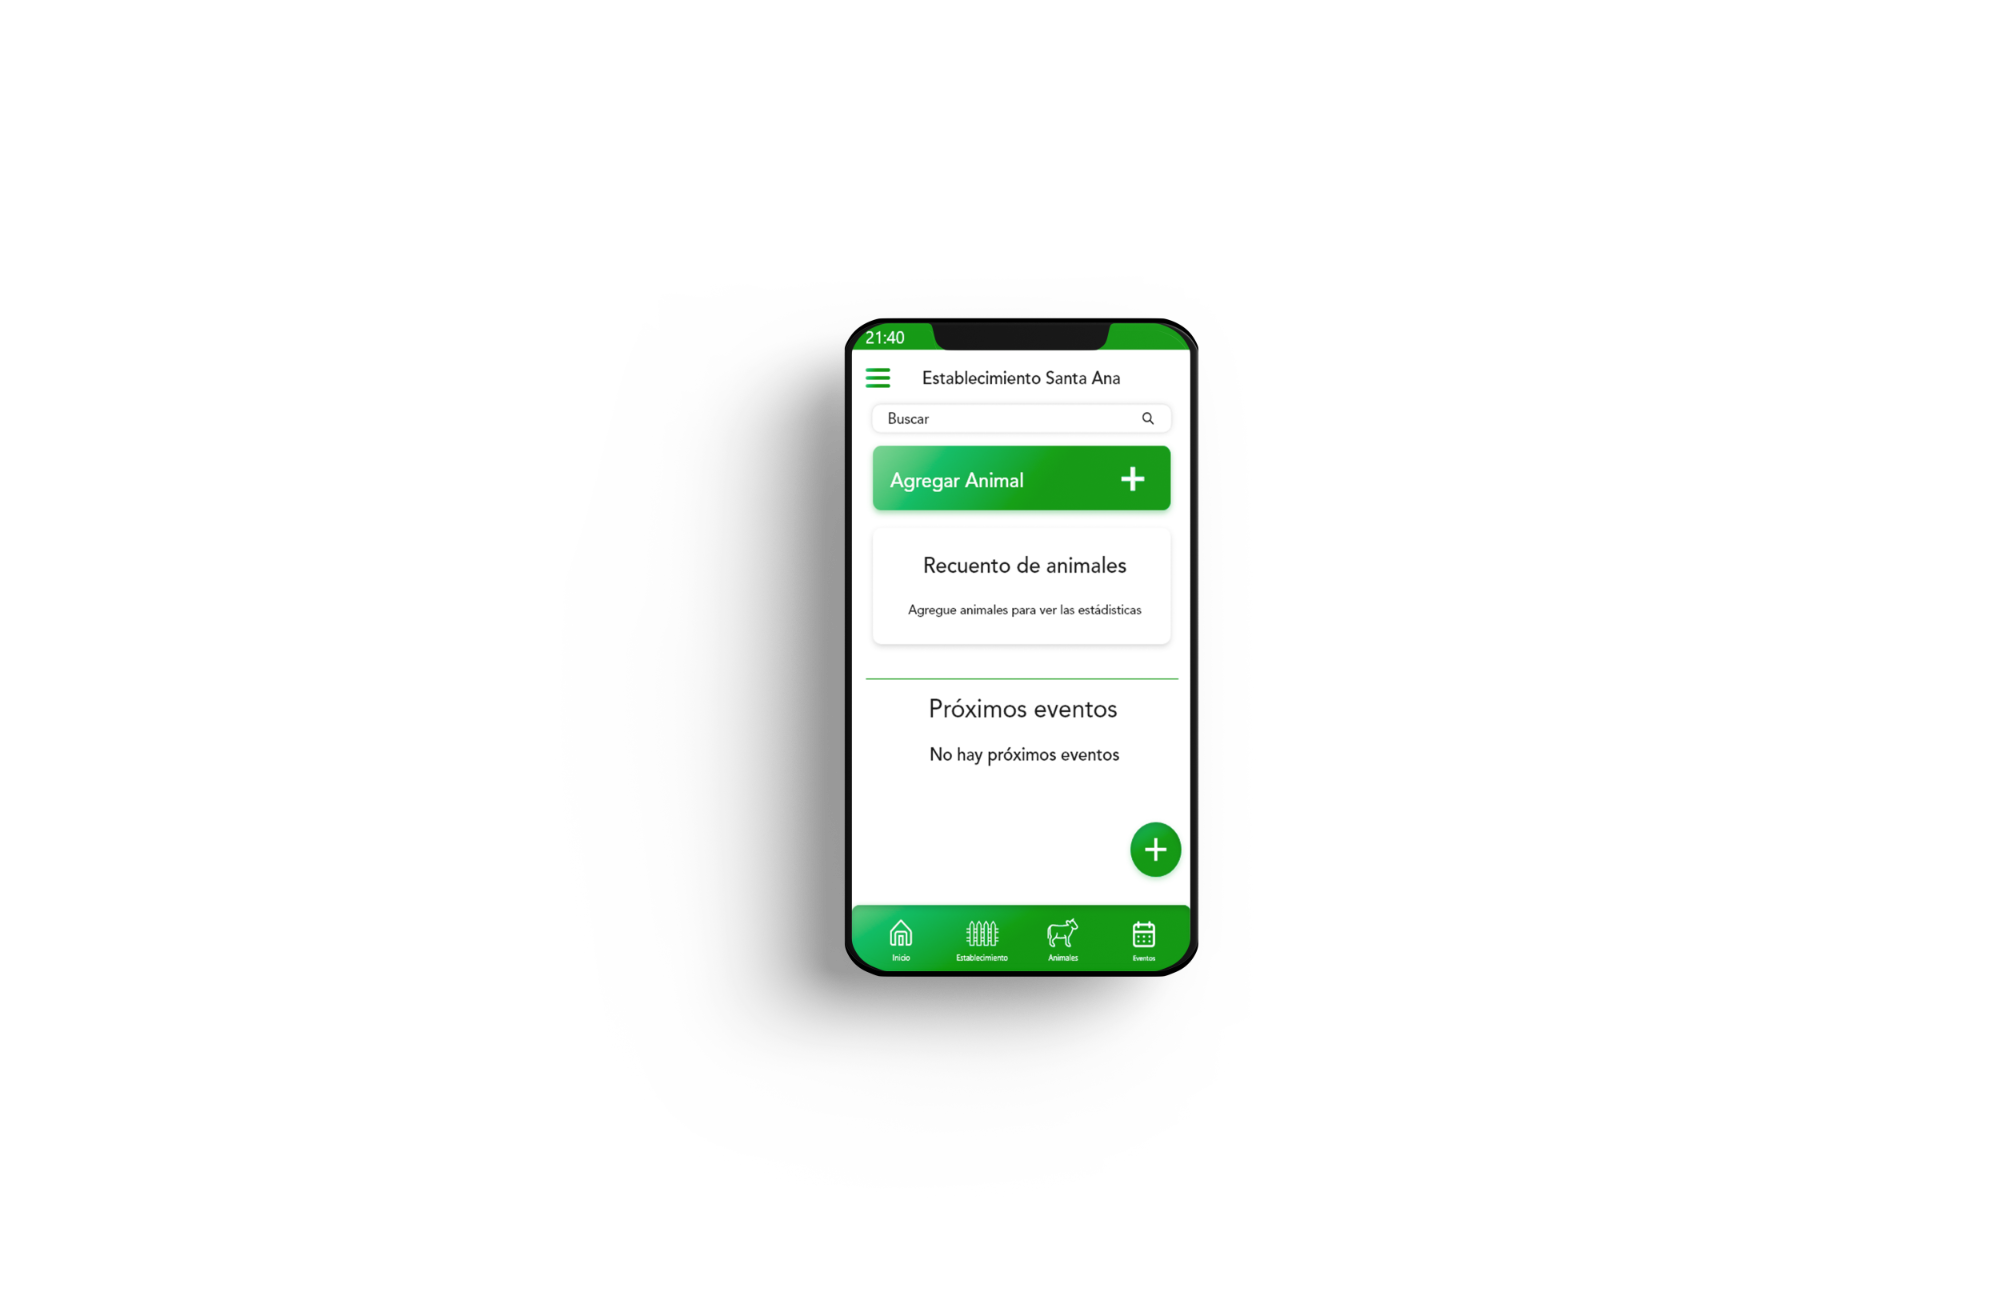 21:40
Establecimiento Santa Ana
Buscar
Agregar Animal
Recuento de animales
Agregue animales para ver las estádisticas
Próximos eventos
No hay próximos eventos
Inicio
Establecimiento
Animales
Eventos